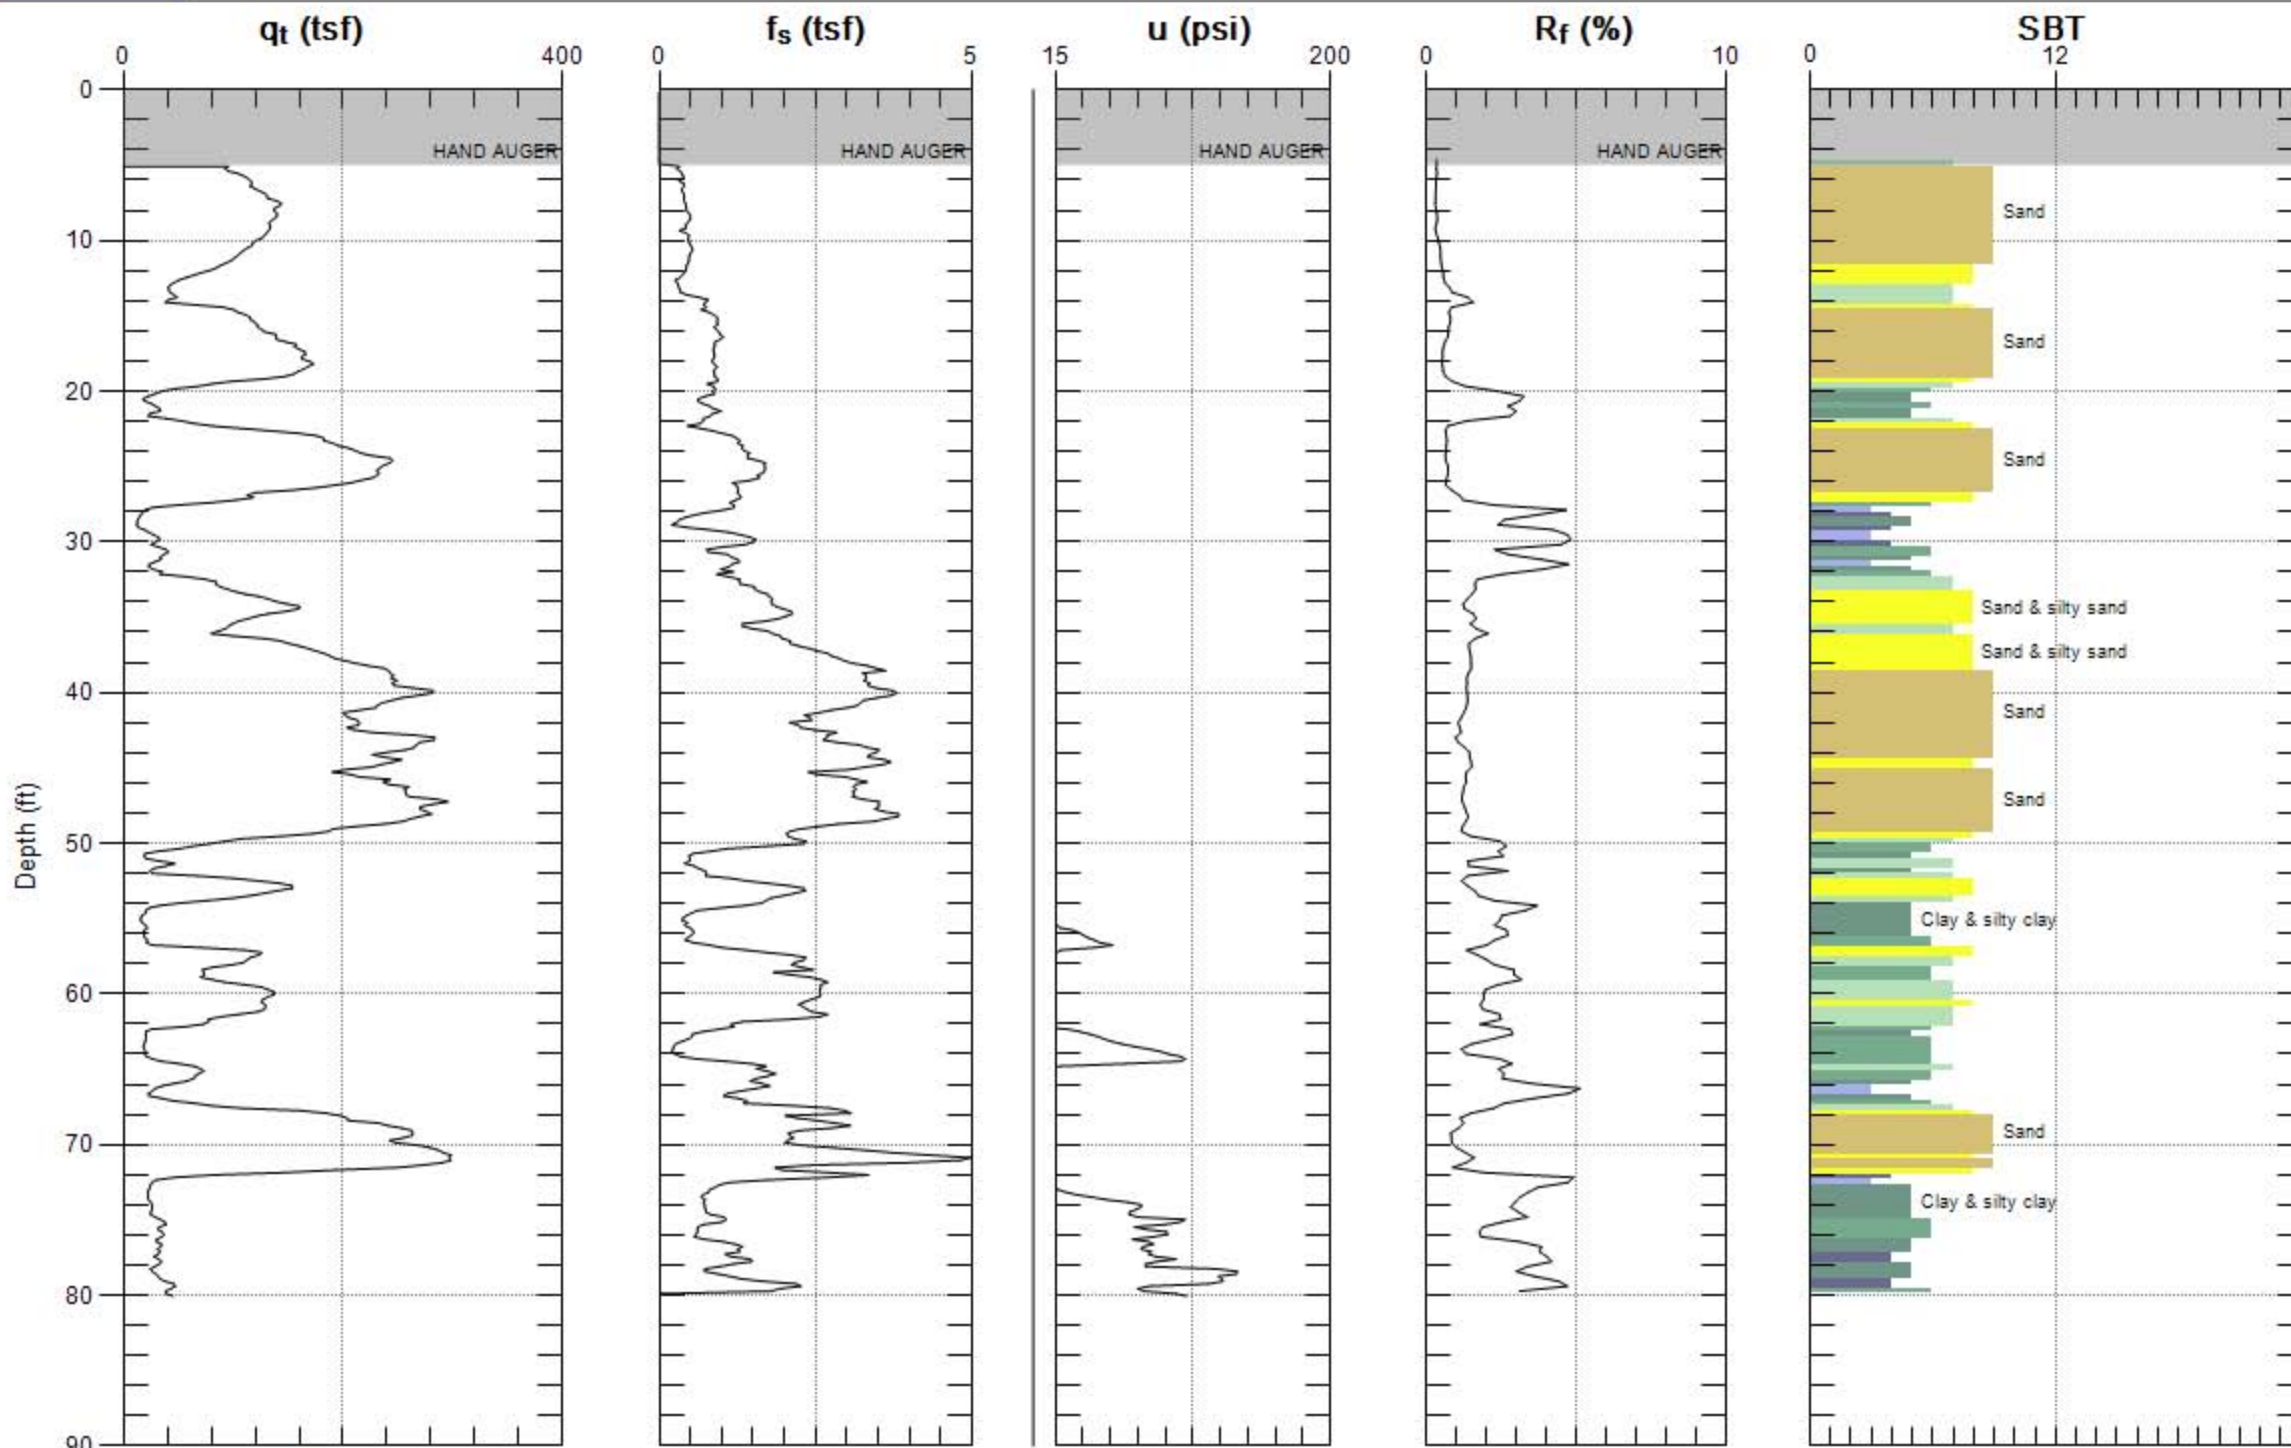 qt (tsf) fs (tsf) u (psi) Rf (%) SBT
0 400 0 5 15 200 0 10 0 12
0
HAND AUGER HAND AUGER HAND AUGER HAND AUGER
Sand
10
Sand
20
Sand
30
Sand & silty sand
Sand & silty sand
40
Sand
Sand
Depth (ft)
50
Clay & silty clay
60
70
Sand
Clay & silty clay
80
90